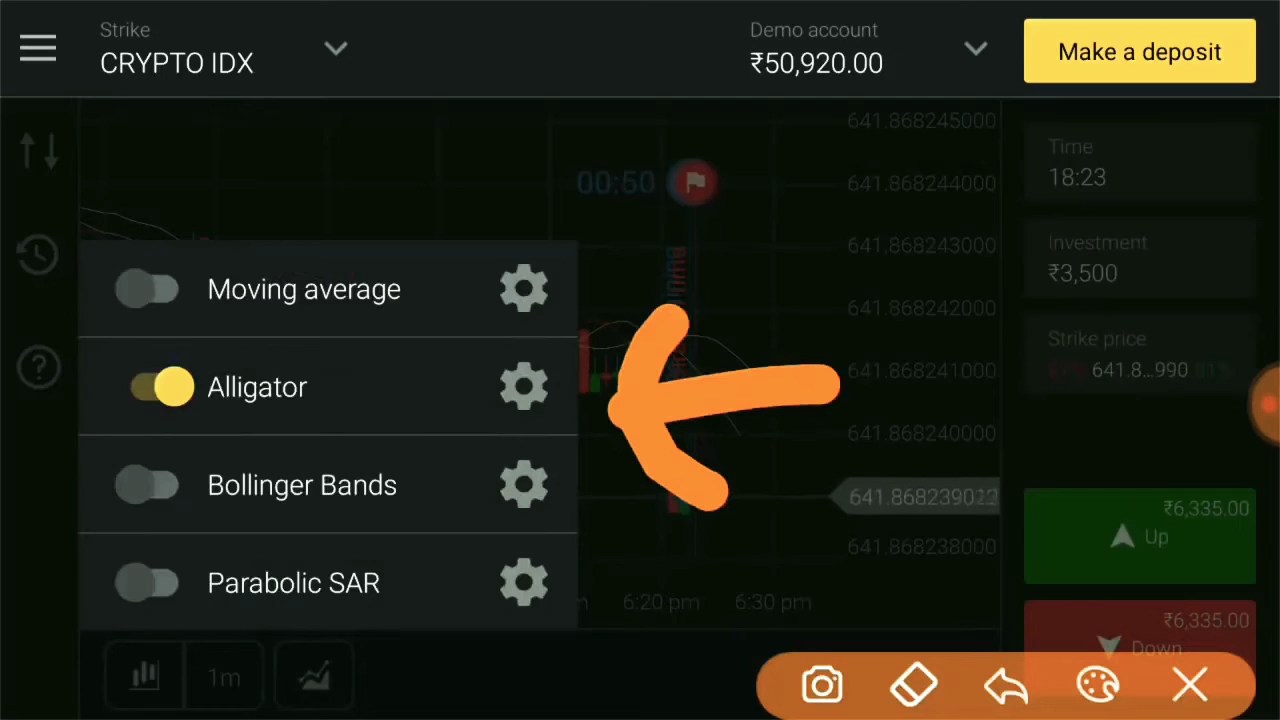 Strike
CRYPTO IDX
Demo account
₹50,920.00
Make a deposit
641.868245000
00:50
641.868244000
641.868243000
641.868242000
641.868241000
641.868240000
641.868238000
6:20 pm
6:30 pm
Time
18:23
Investment
₹3,500
Strike price
641.8...990
Moving average
Alligator
Bollinger Bands
Parabolic SAR
₹6,335.00
Up
₹6,335.00
Down
1m